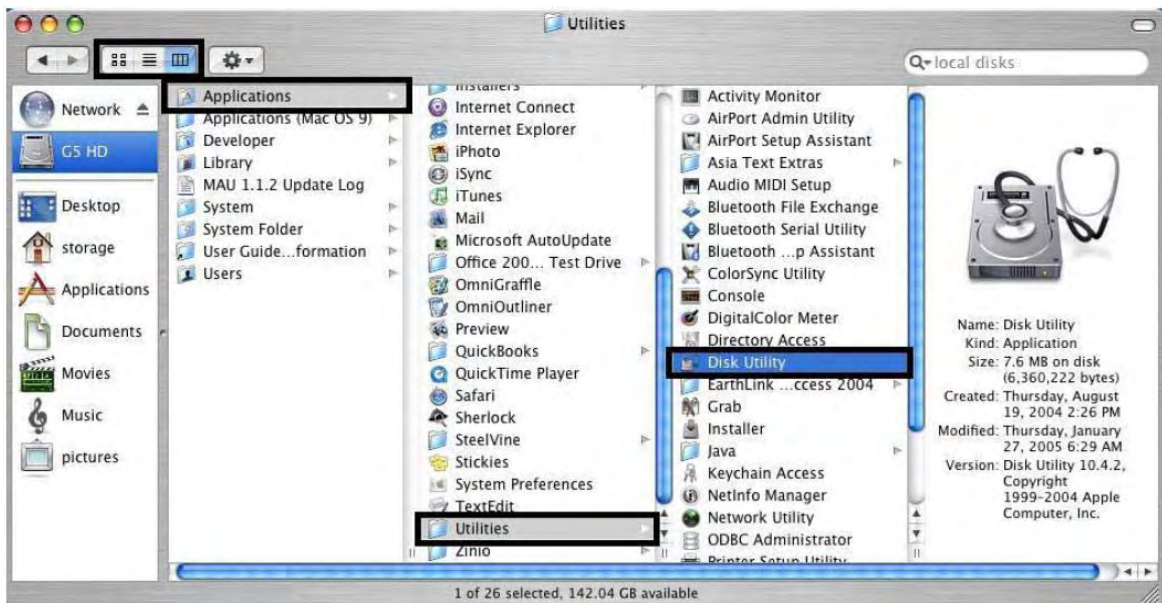 Utilities
local disks
Network
G5 HD
Desktop
storage
Applications
Documents
Movies
Music
pictures
Applications
Applications (Mac OS 9)
Developer
Library
MAU 1.1.2 Update Log
System
System Folder
User Guide...formation
Users
Installers
Internet Connect
Internet Explorer
iPhoto
iSync
iTunes
Mail
Microsoft AutoUpdate
Office 200... Test Drive
OmniGraffle
OmniOutliner
Preview
QuickBooks
QuickTime Player
Safari
Sherlock
SteelVine
Stickies
System Preferences
TextEdit
Utilities
Zinio
Activity Monitor
AirPort Admin Utility
AirPort Setup Assistant
Asia Text Extras
Audio MIDI Setup
Bluetooth File Exchange
Bluetooth Serial Utility
Bluetooth ...p Assistant
ColorSync Utility
Console
DigitalColor Meter
Directory Access
Disk Utility
EarthLink ...ccess 2004
Grab
Installer
Java
Keychain Access
NetInfo Manager
Network Utility
ODBC Administrator
Printer Setup Utility
Name: Disk Utility
Kind: Application
Size: 7.6 MB on disk
(6,360,222 bytes)
Created: Thursday, August
19, 2004 2:26 PM
Modified: Thursday, January
27, 2005 6:29 AM
Version: Disk Utility 10.4.2,
Copyright
1999-2004 Apple
Computer, Inc.
1 of 26 selected, 142.04 GB available